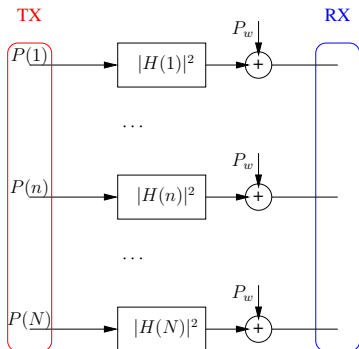 TX RX
P(1) |H(1)|² P_w +
...
P(n) |H(n)|² P_w +
...
P(N) |H(N)|² P_w +